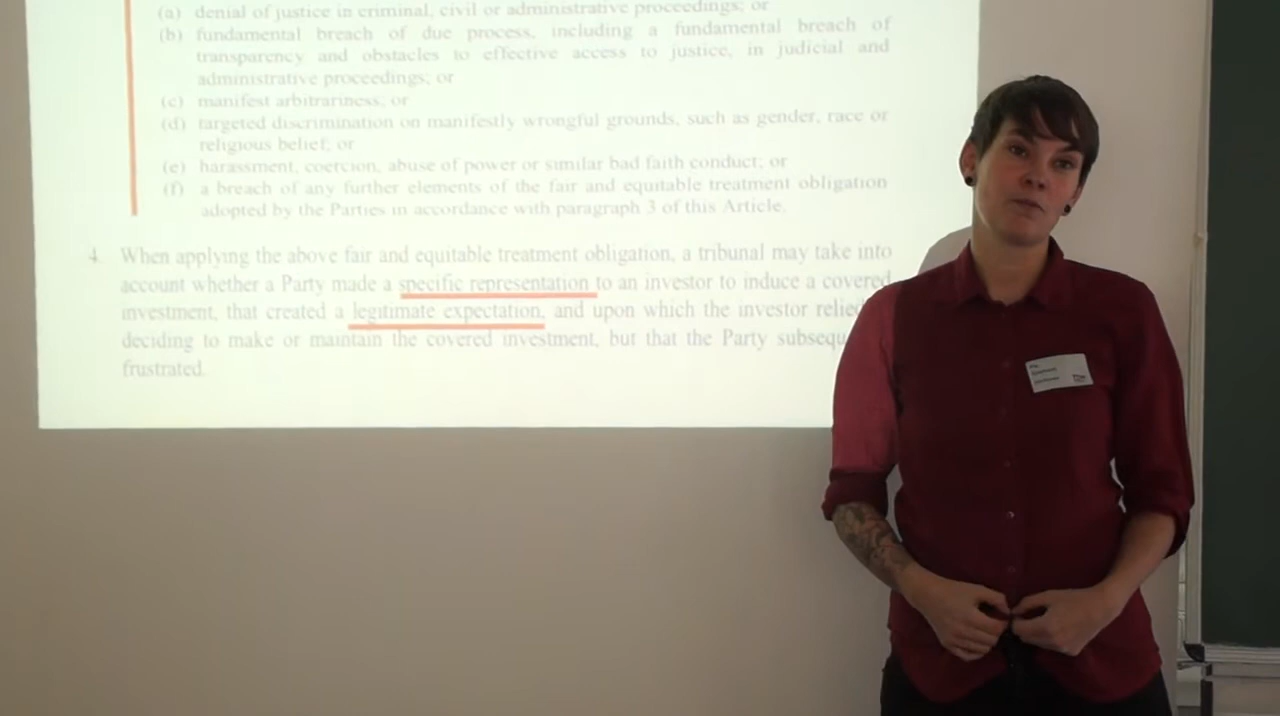 (a) denial of justice in criminal, civil or administrative proceedings; or
(b) fundamental breach of due process, including a fundamental breach of
transparency and obstacles to effective access to justice, in judicial and
administrative proceedings; or
(c) manifest arbitrariness; or
(d) targeted discrimination on manifestly wrongful grounds, such as gender, race or
religious belief; or
(e) harassment, coercion, abuse of power or similar bad faith conduct; or
(f) a breach of any further elements of the fair and equitable treatment obligation
adopted by the Parties in accordance with paragraph 3 of this Article.
4. When applying the above fair and equitable treatment obligation, a tribunal may take into
account whether a Party made a specific representation to an investor to induce a covered
investment, that created a legitimate expectation, and upon which the investor relied
deciding to make or maintain the covered investment, but that the Party
frustrated.